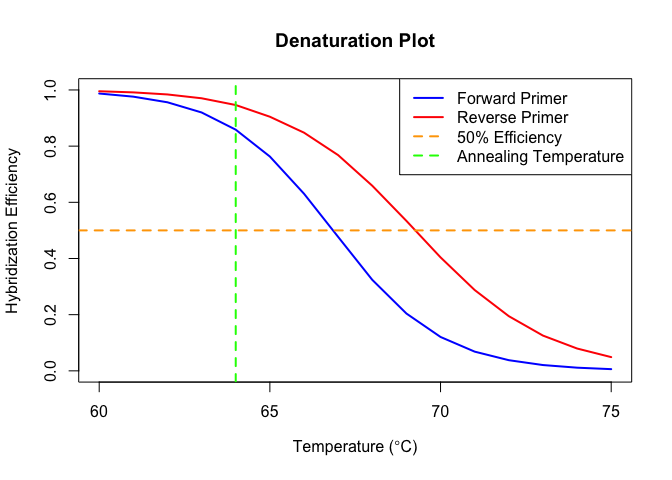 Denaturation Plot
Forward Primer
Reverse Primer
50% Efficiency
Annealing Temperature
Hybridization Efficiency
1.0
0.8
0.6
0.4
0.2
0.0
60 65 70 75
Temperature (°C)